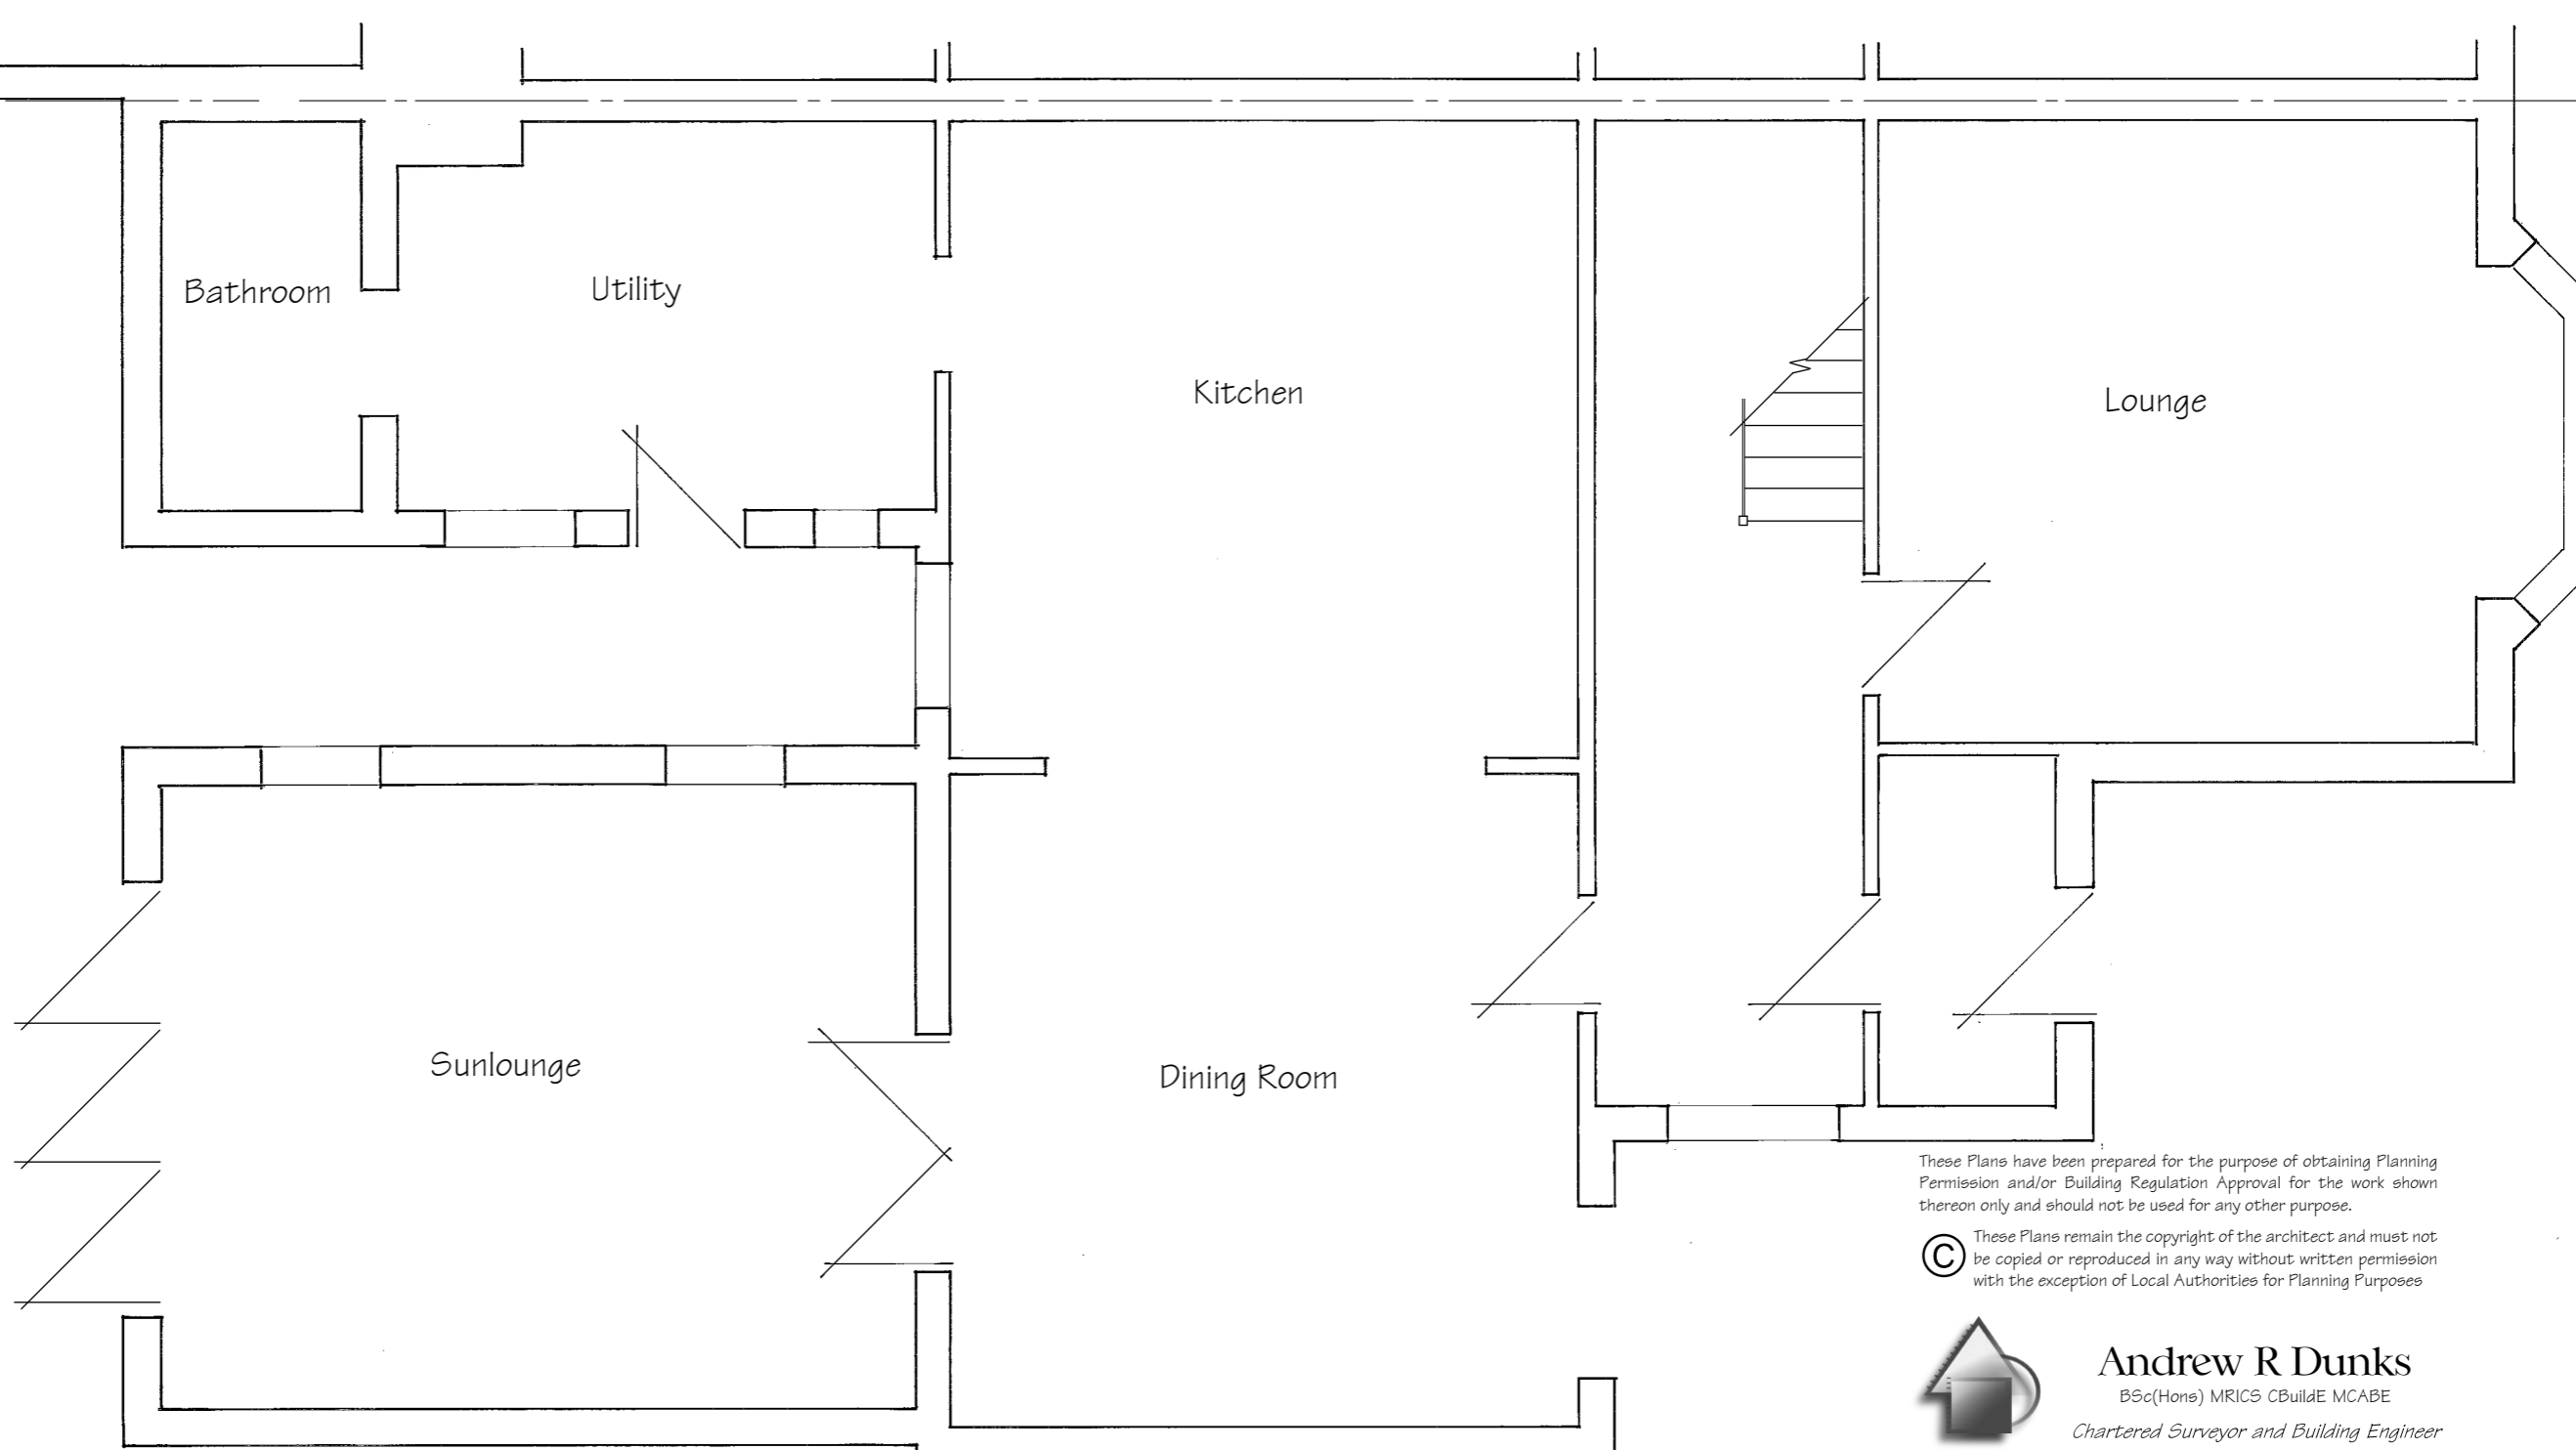 Bathroom
Utility
Kitchen
Lounge
Sunlounge
Dining Room
These Plans have been prepared for the purpose of obtaining Planning
Permission and/or Building Regulation Approval for the work shown
thereon only and should not be used for any other purpose.
© These Plans remain the copyright of the architect and must not
be copied or reproduced in any way without written permission
with the exception of Local Authorities for Planning Purposes
Andrew R Dunks
BSc(Hons) MRICS CBuildE MCABE
Chartered Surveyor and Building Engineer